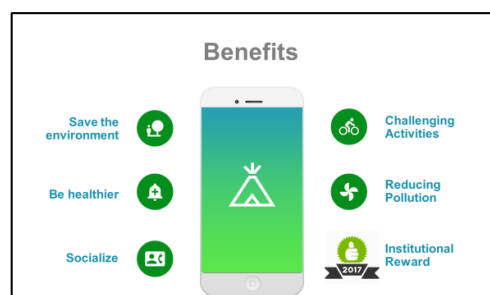 Benefits
Save the
environment
Be healthier
Socialize
Challenging
Activities
Reducing
Pollution
Institutional
Reward
2017